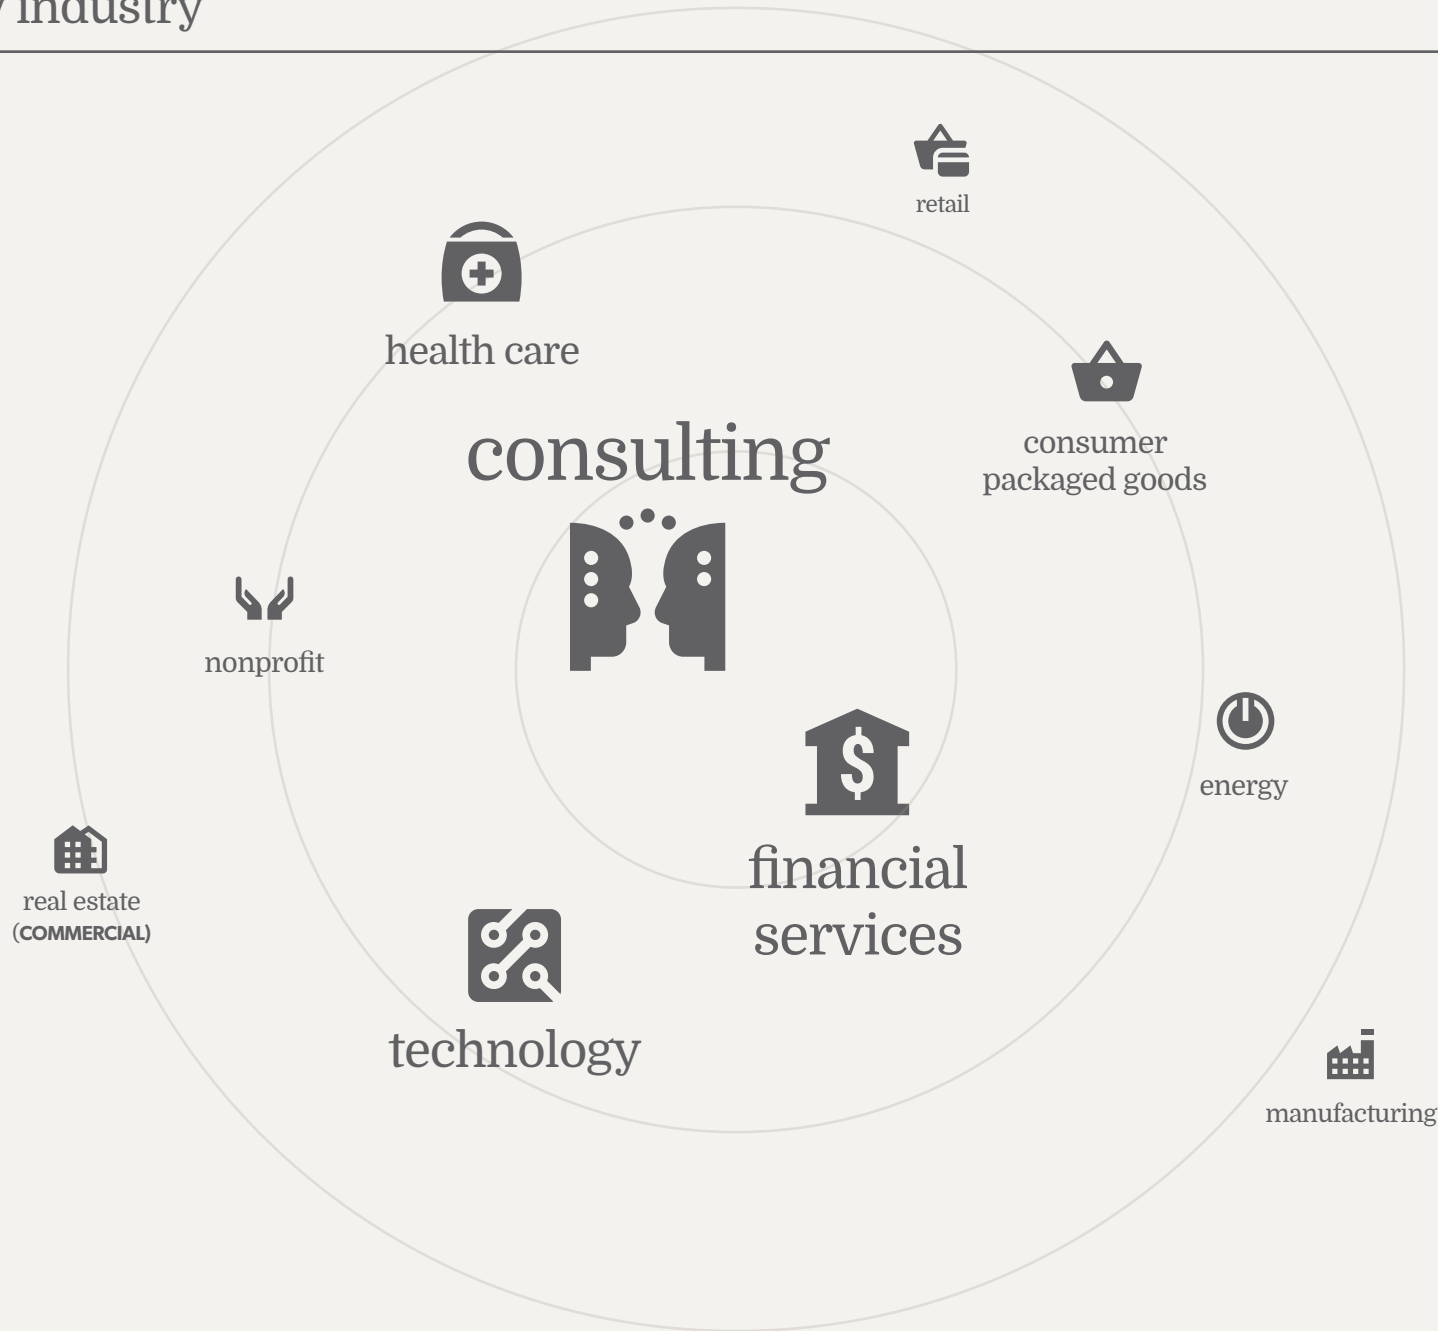 industry
retail
health care
consumer
packaged goods
consulting
nonprofit
energy
financial
services
real estate
(COMMERCIAL)
technology
manufacturing